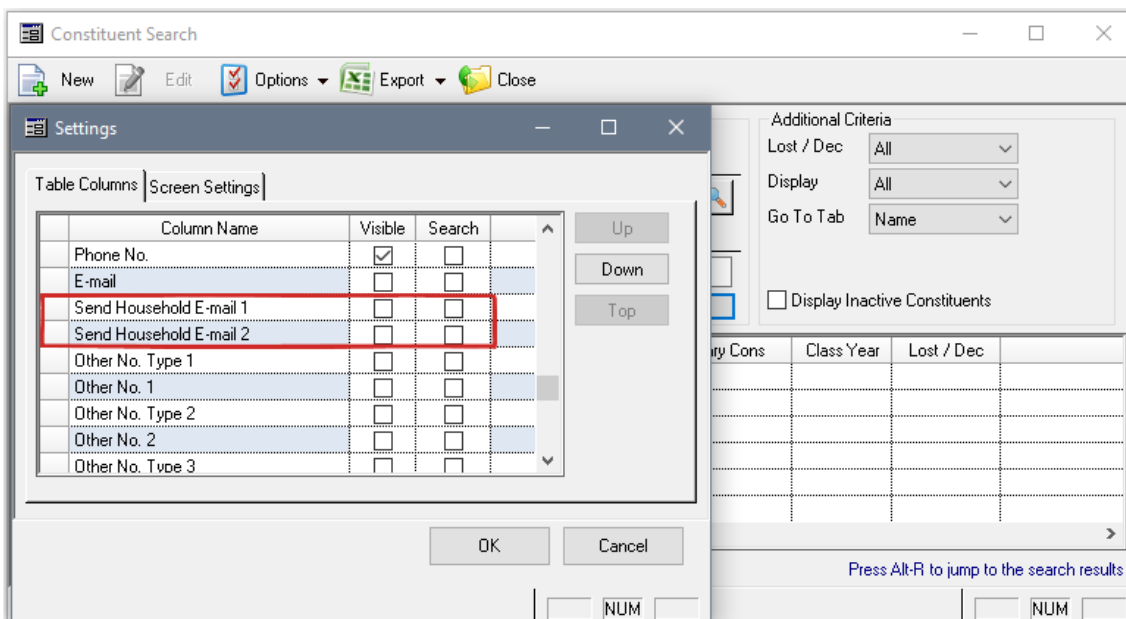 Constituent Search
New Edit Options Export Close
Settings
Additional Criteria
Lost / Dec All
Table Columns Screen Settings
Display All
Go To Tab Name
Column Name Visible Search
Up
Phone No.
E-mail
Down
Send Household E-mail 1
Send Household E-mail 2
Top
Display Inactive Constituents
Other No. Type 1
Other No. 1
Other No. Type 2
Other No. 2
Other No. Type 3
Cons Class Year Lost / Dec
OK Cancel
Press Alt-R to jump to the search results
NUM NUM